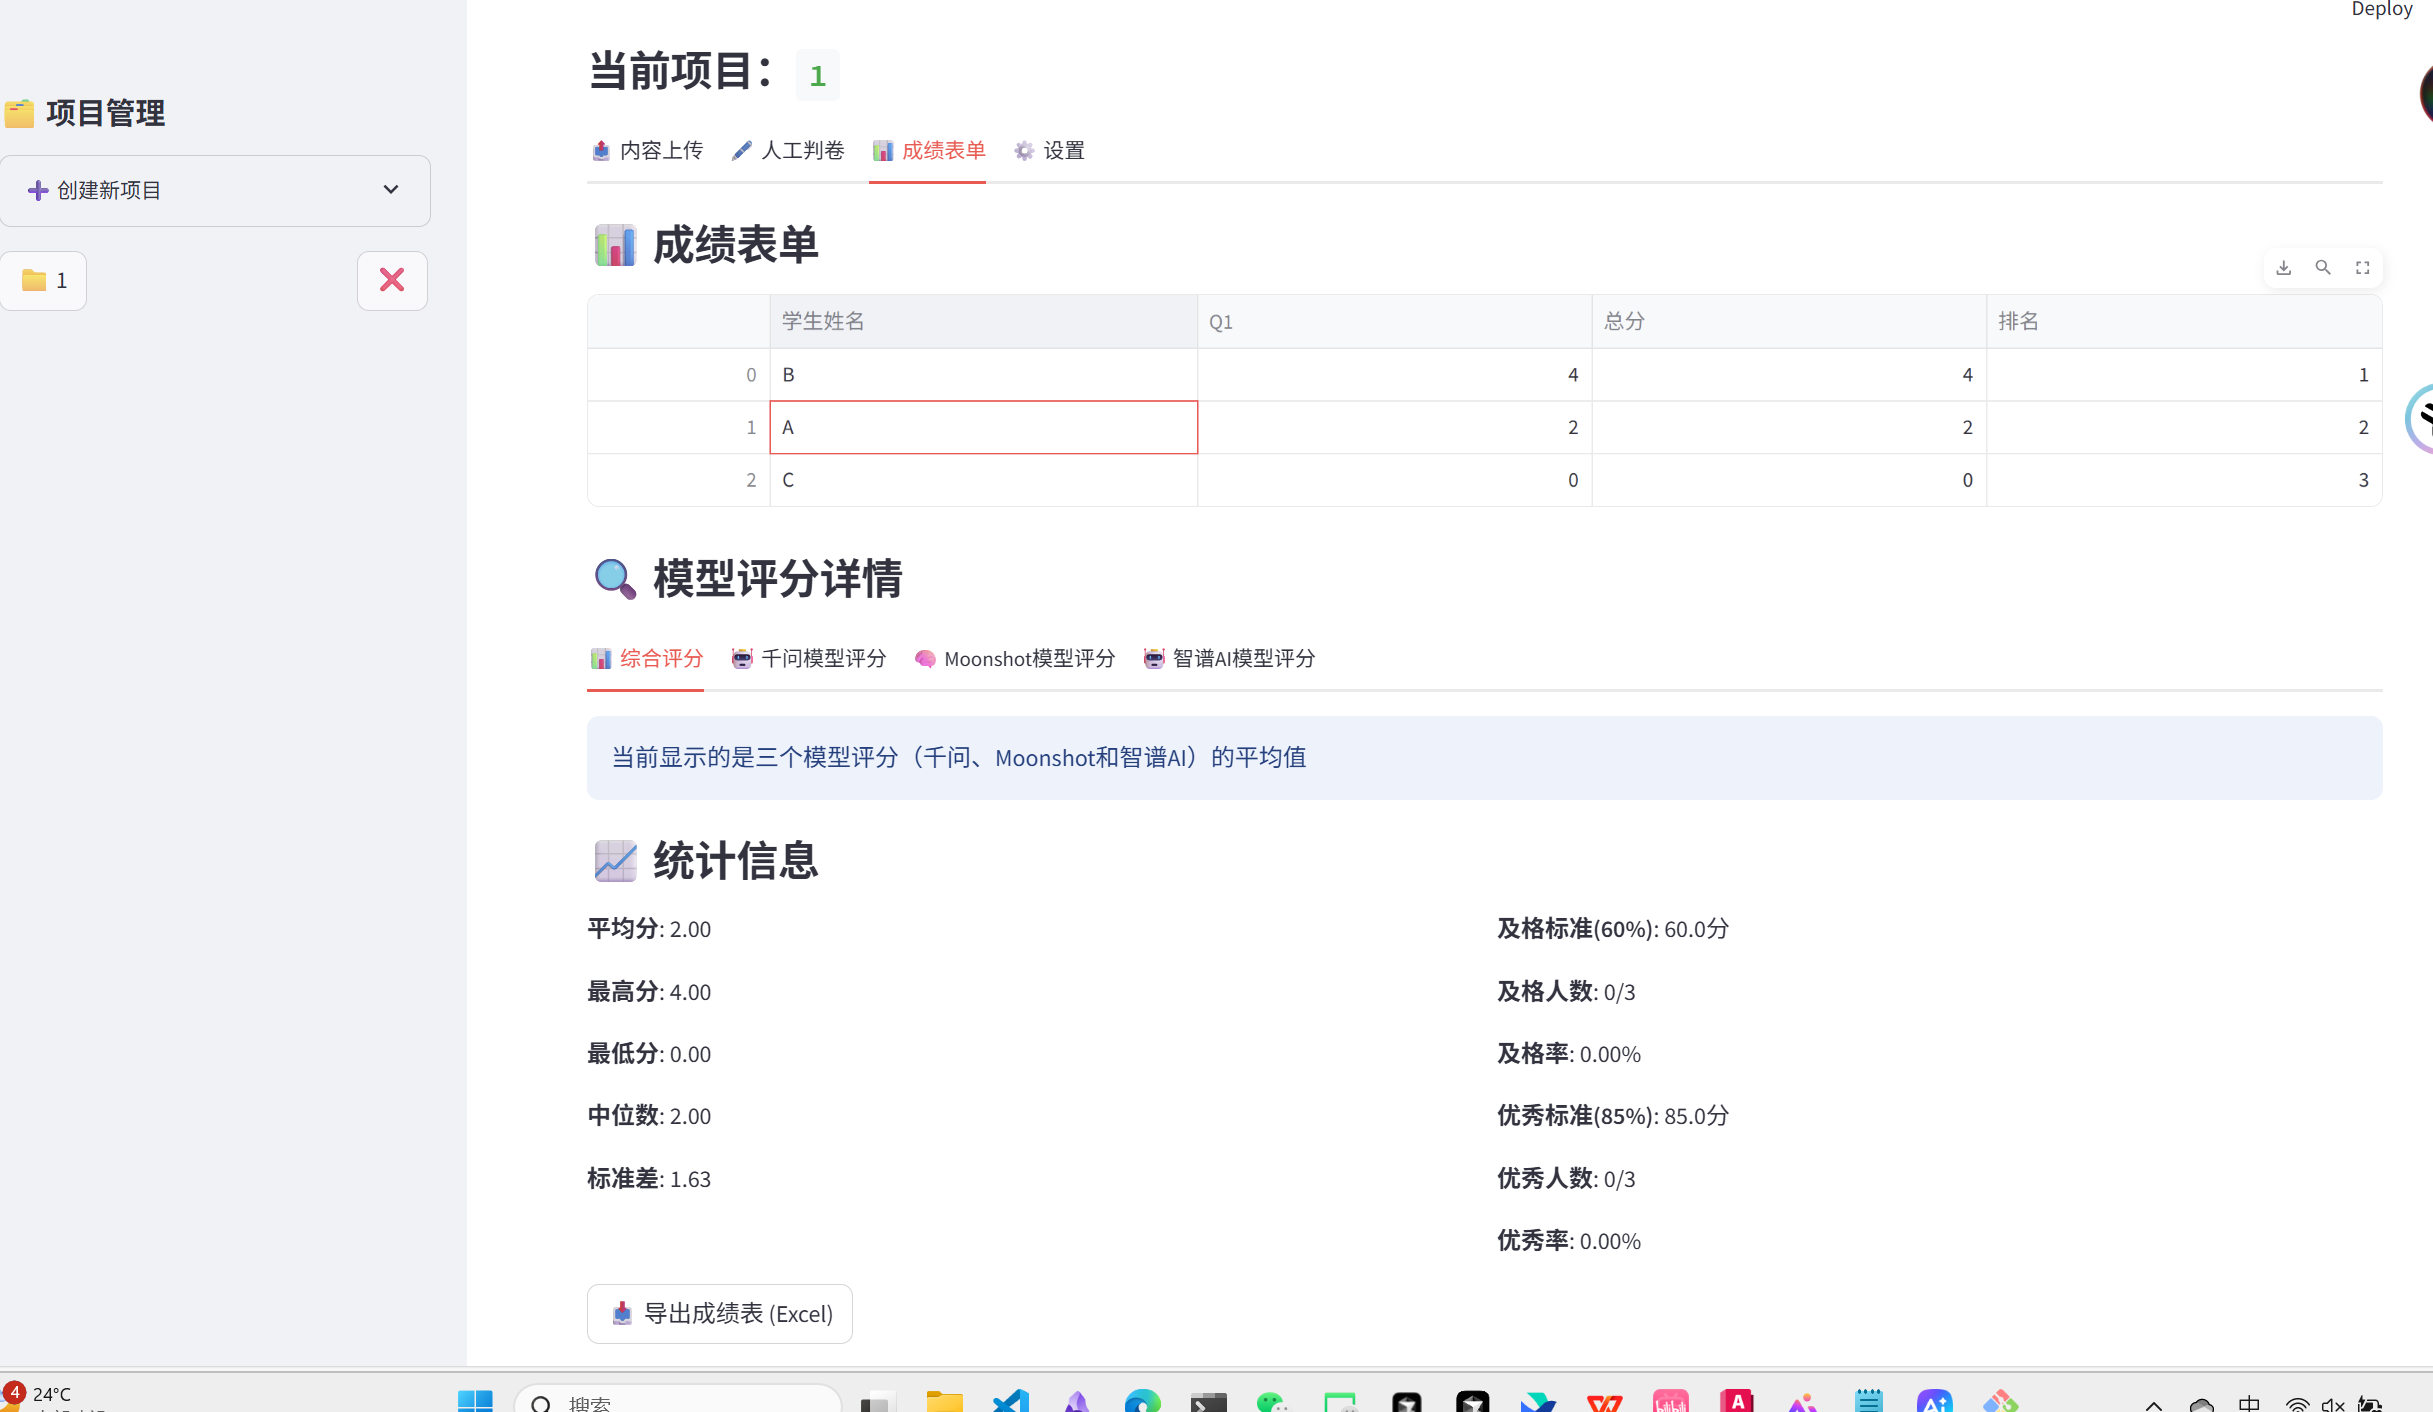 Deploy
项目管理
创建新项目
1
当前项目： 1
内容上传 人工判卷 成绩表单 设置
成绩表单
学生姓名 Q1 总分 排名
0 B 4 4 1
1 A 2 2 2
2 C 0 0 3
模型评分详情
综合评分 千问模型评分 Moonshot模型评分 智谱AI模型评分
当前显示的是三个模型评分（千问、Moonshot和智谱AI）的平均值
统计信息
平均分: 2.00
最高分: 4.00
最低分: 0.00
中位数: 2.00
标准差: 1.63
及格标准(60%): 60.0分
及格人数: 0/3
及格率: 0.00%
优秀标准(85%): 85.0分
优秀人数: 0/3
优秀率: 0.00%
导出成绩表 (Excel)
4 24°C
搜索
中